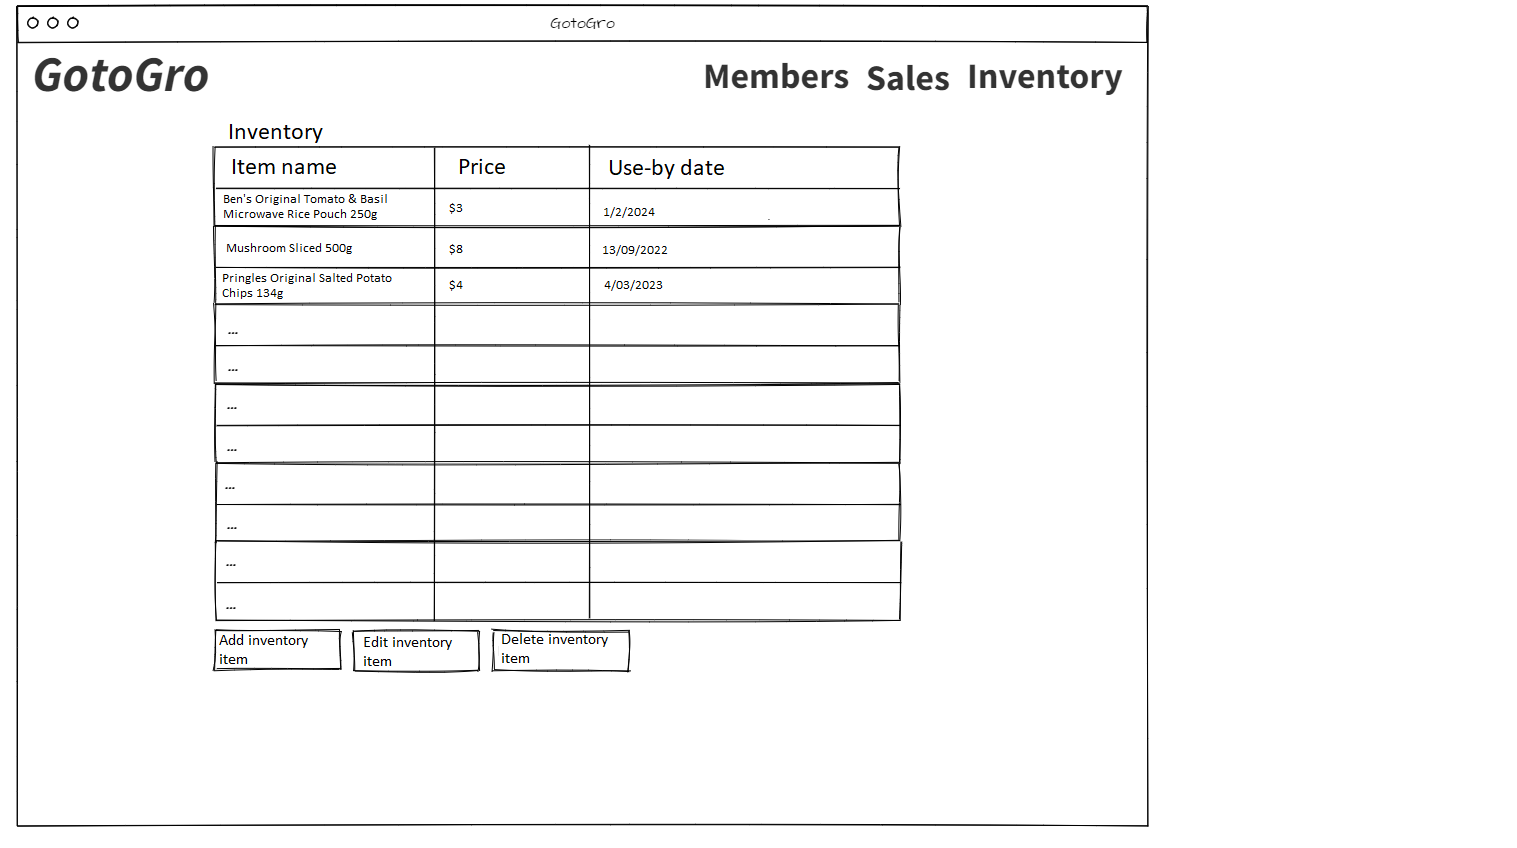 GotoGro
GotoGro
Members Sales Inventory
Inventory
Item name Price Use-by date
Ben's Original Tomato & Basil
Microwave Rice Pouch 250g
$3
1/2/2024
Mushroom Sliced 500g
$8
13/09/2022
Pringles Original Salted Potato
Chips 134g
$4
4/03/2023
...
...
...
...
...
...
...
...
Add inventory
item
Edit inventory
item
Delete inventory
item